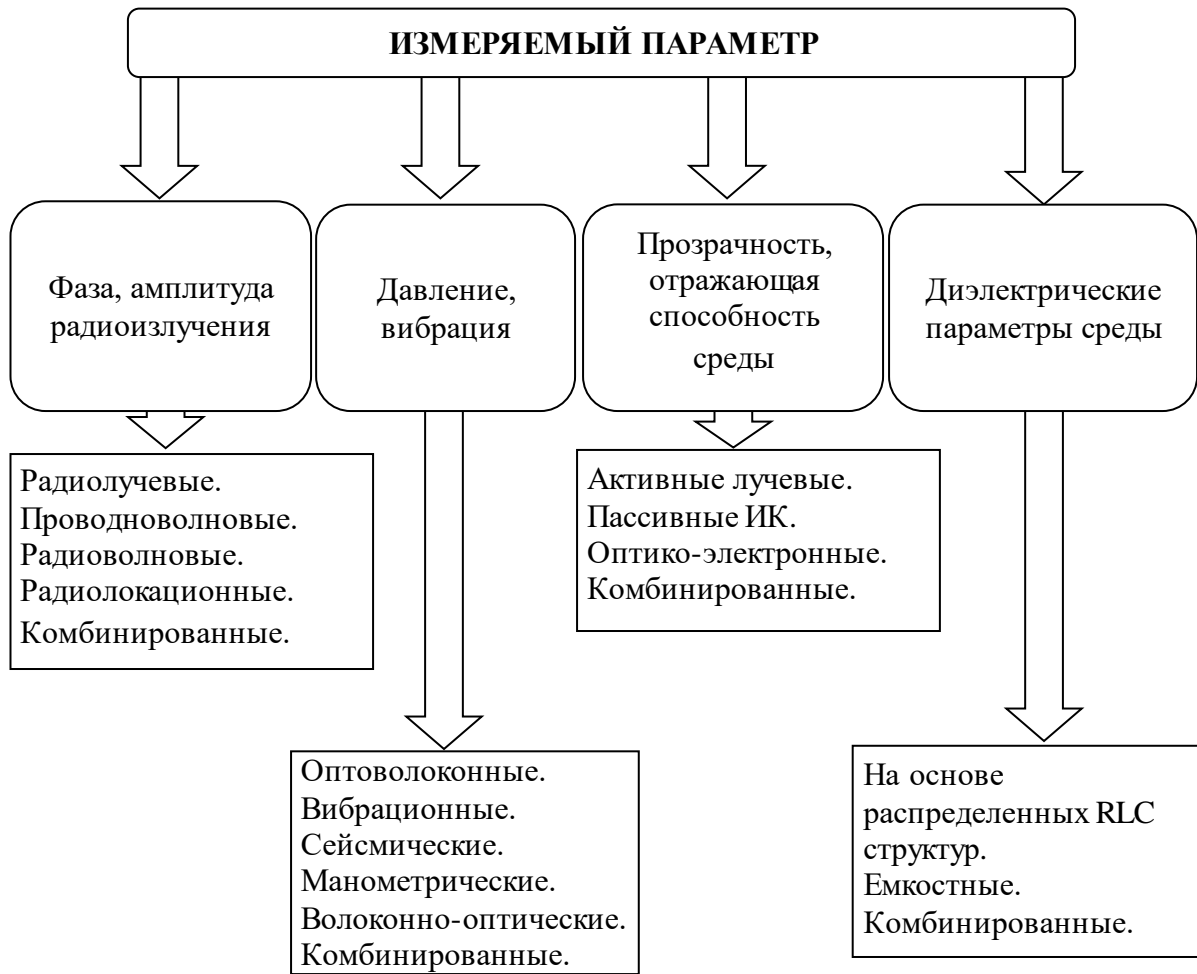 ИЗМЕРЯЕМЫЙ ПАРАМЕТР
Фаза, амплитуда
радиоизлучения
Давление,
вибрация
Прозрачность,
отражающая
способность
среды
Диэлектрические
параметры среды
Радиолучевые.
Проводноволновые.
Радиоволновые.
Радиолокационные.
Комбинированные.
Активные лучевые.
Пассивные ИК.
Оптико-электронные.
Комбинированные.
Оптоволоконные.
Вибрационные.
Сейсмические.
Манометрические.
Волоконно-оптические.
Комбинированные.
На основе
распределенных RLC
структур.
Емкостные.
Комбинированные.